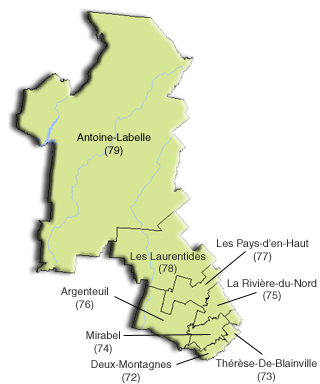 Antoine-Labelle
(79)
Les Pays-d'en-Haut
(77)
Les Laurentides
(78)
La Rivière-du-Nord
(75)
Argenteuil
(76)
Mirabel
(74)
Deux-Montagnes
(72)
Thérèse-De-Blainville
(73)